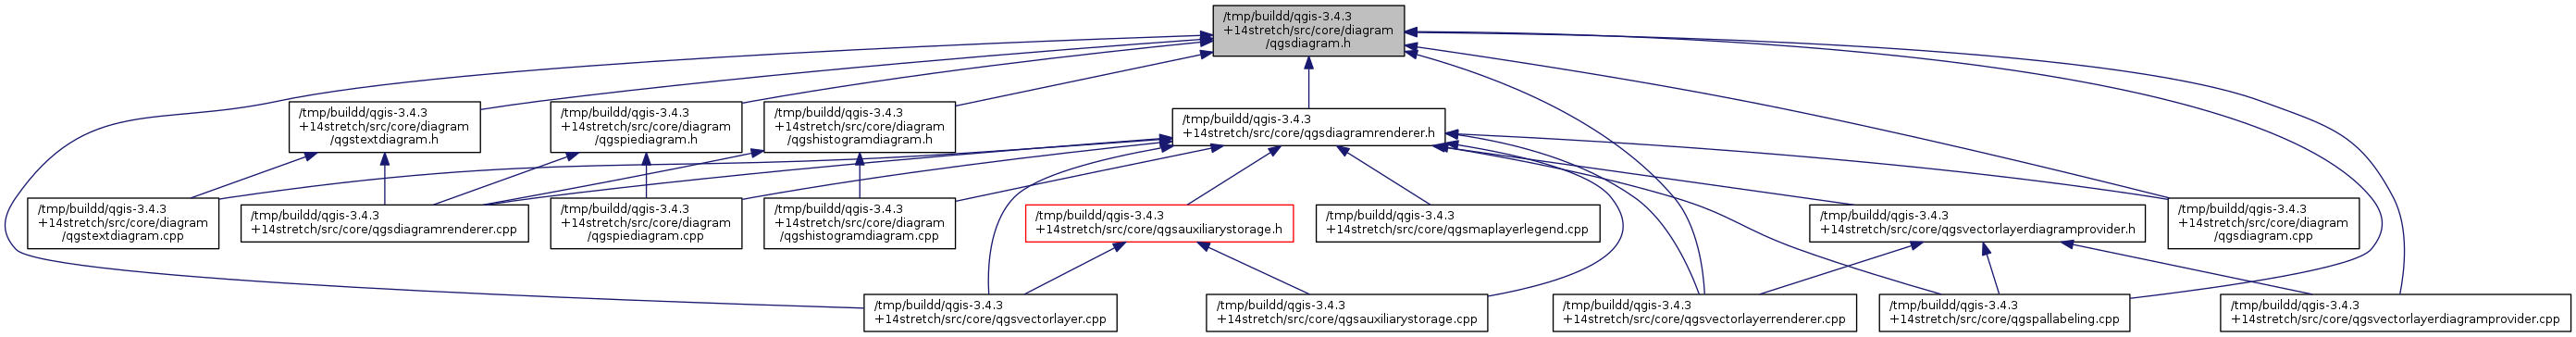 /tmp/buildd/qgis-3.4.3
+14stretch/src/core/diagram
/qgsdiagram.h
/tmp/buildd/qgis-3.4.3
+14stretch/src/core/diagram
/qgstextdiagram.h
/tmp/buildd/qgis-3.4.3
+14stretch/src/core/diagram
/qgspiediagram.h
/tmp/buildd/qgis-3.4.3
+14stretch/src/core/diagram
/qgshistogramdiagram.h
/tmp/buildd/qgis-3.4.3
+14stretch/src/core/qgsdiagramrenderer.h
/tmp/buildd/qgis-3.4.3
+14stretch/src/core/diagram
/qgstextdiagram.cpp
/tmp/buildd/qgis-3.4.3
+14stretch/src/core/qgsdiagramrenderer.cpp
/tmp/buildd/qgis-3.4.3
+14stretch/src/core/diagram
/qgspiediagram.cpp
/tmp/buildd/qgis-3.4.3
+14stretch/src/core/diagram
/qgshistogramdiagram.cpp
/tmp/buildd/qgis-3.4.3
+14stretch/src/core/qgsauxiliarystorage.h
/tmp/buildd/qgis-3.4.3
+14stretch/src/core/qgsmaplayerlegend.cpp
/tmp/buildd/qgis-3.4.3
+14stretch/src/core/qgsvectorlayerdiagramprovider.h
/tmp/buildd/qgis-3.4.3
+14stretch/src/core/diagram
/qgsdiagram.cpp
/tmp/buildd/qgis-3.4.3
+14stretch/src/core/qgsvectorlayer.cpp
/tmp/buildd/qgis-3.4.3
+14stretch/src/core/qgsauxiliarystorage.cpp
/tmp/buildd/qgis-3.4.3
+14stretch/src/core/qgsvectorlayerrenderer.cpp
/tmp/buildd/qgis-3.4.3
+14stretch/src/core/qgspallabeling.cpp
/tmp/buildd/qgis-3.4.3
+14stretch/src/core/qgsvectorlayerdiagramprovider.cpp